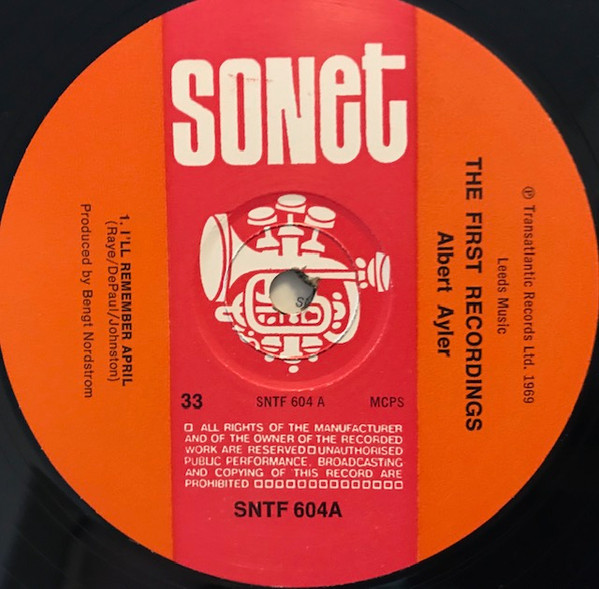 SONET
℗ Transatlantic Records Ltd. 1969
Leeds Music
THE FIRST RECORDINGS
Albert Ayler
1. I'LL REMEMBER APRIL
(Raye/DePaul/Johnston)
Produced by Bengt Nordstrom
33 SNTF 604 A MCPS
□ ALL RIGHTS OF THE MANUFACTURER
AND OF THE OWNER OF THE RECORDED
WORK ARE RESERVED □ UNAUTHORISED
PUBLIC PERFORMANCE, BROADCASTING
AND COPYING OF THIS RECORD ARE
PROHIBITED □□□□□□□□□□□□□□
SNTF 604A